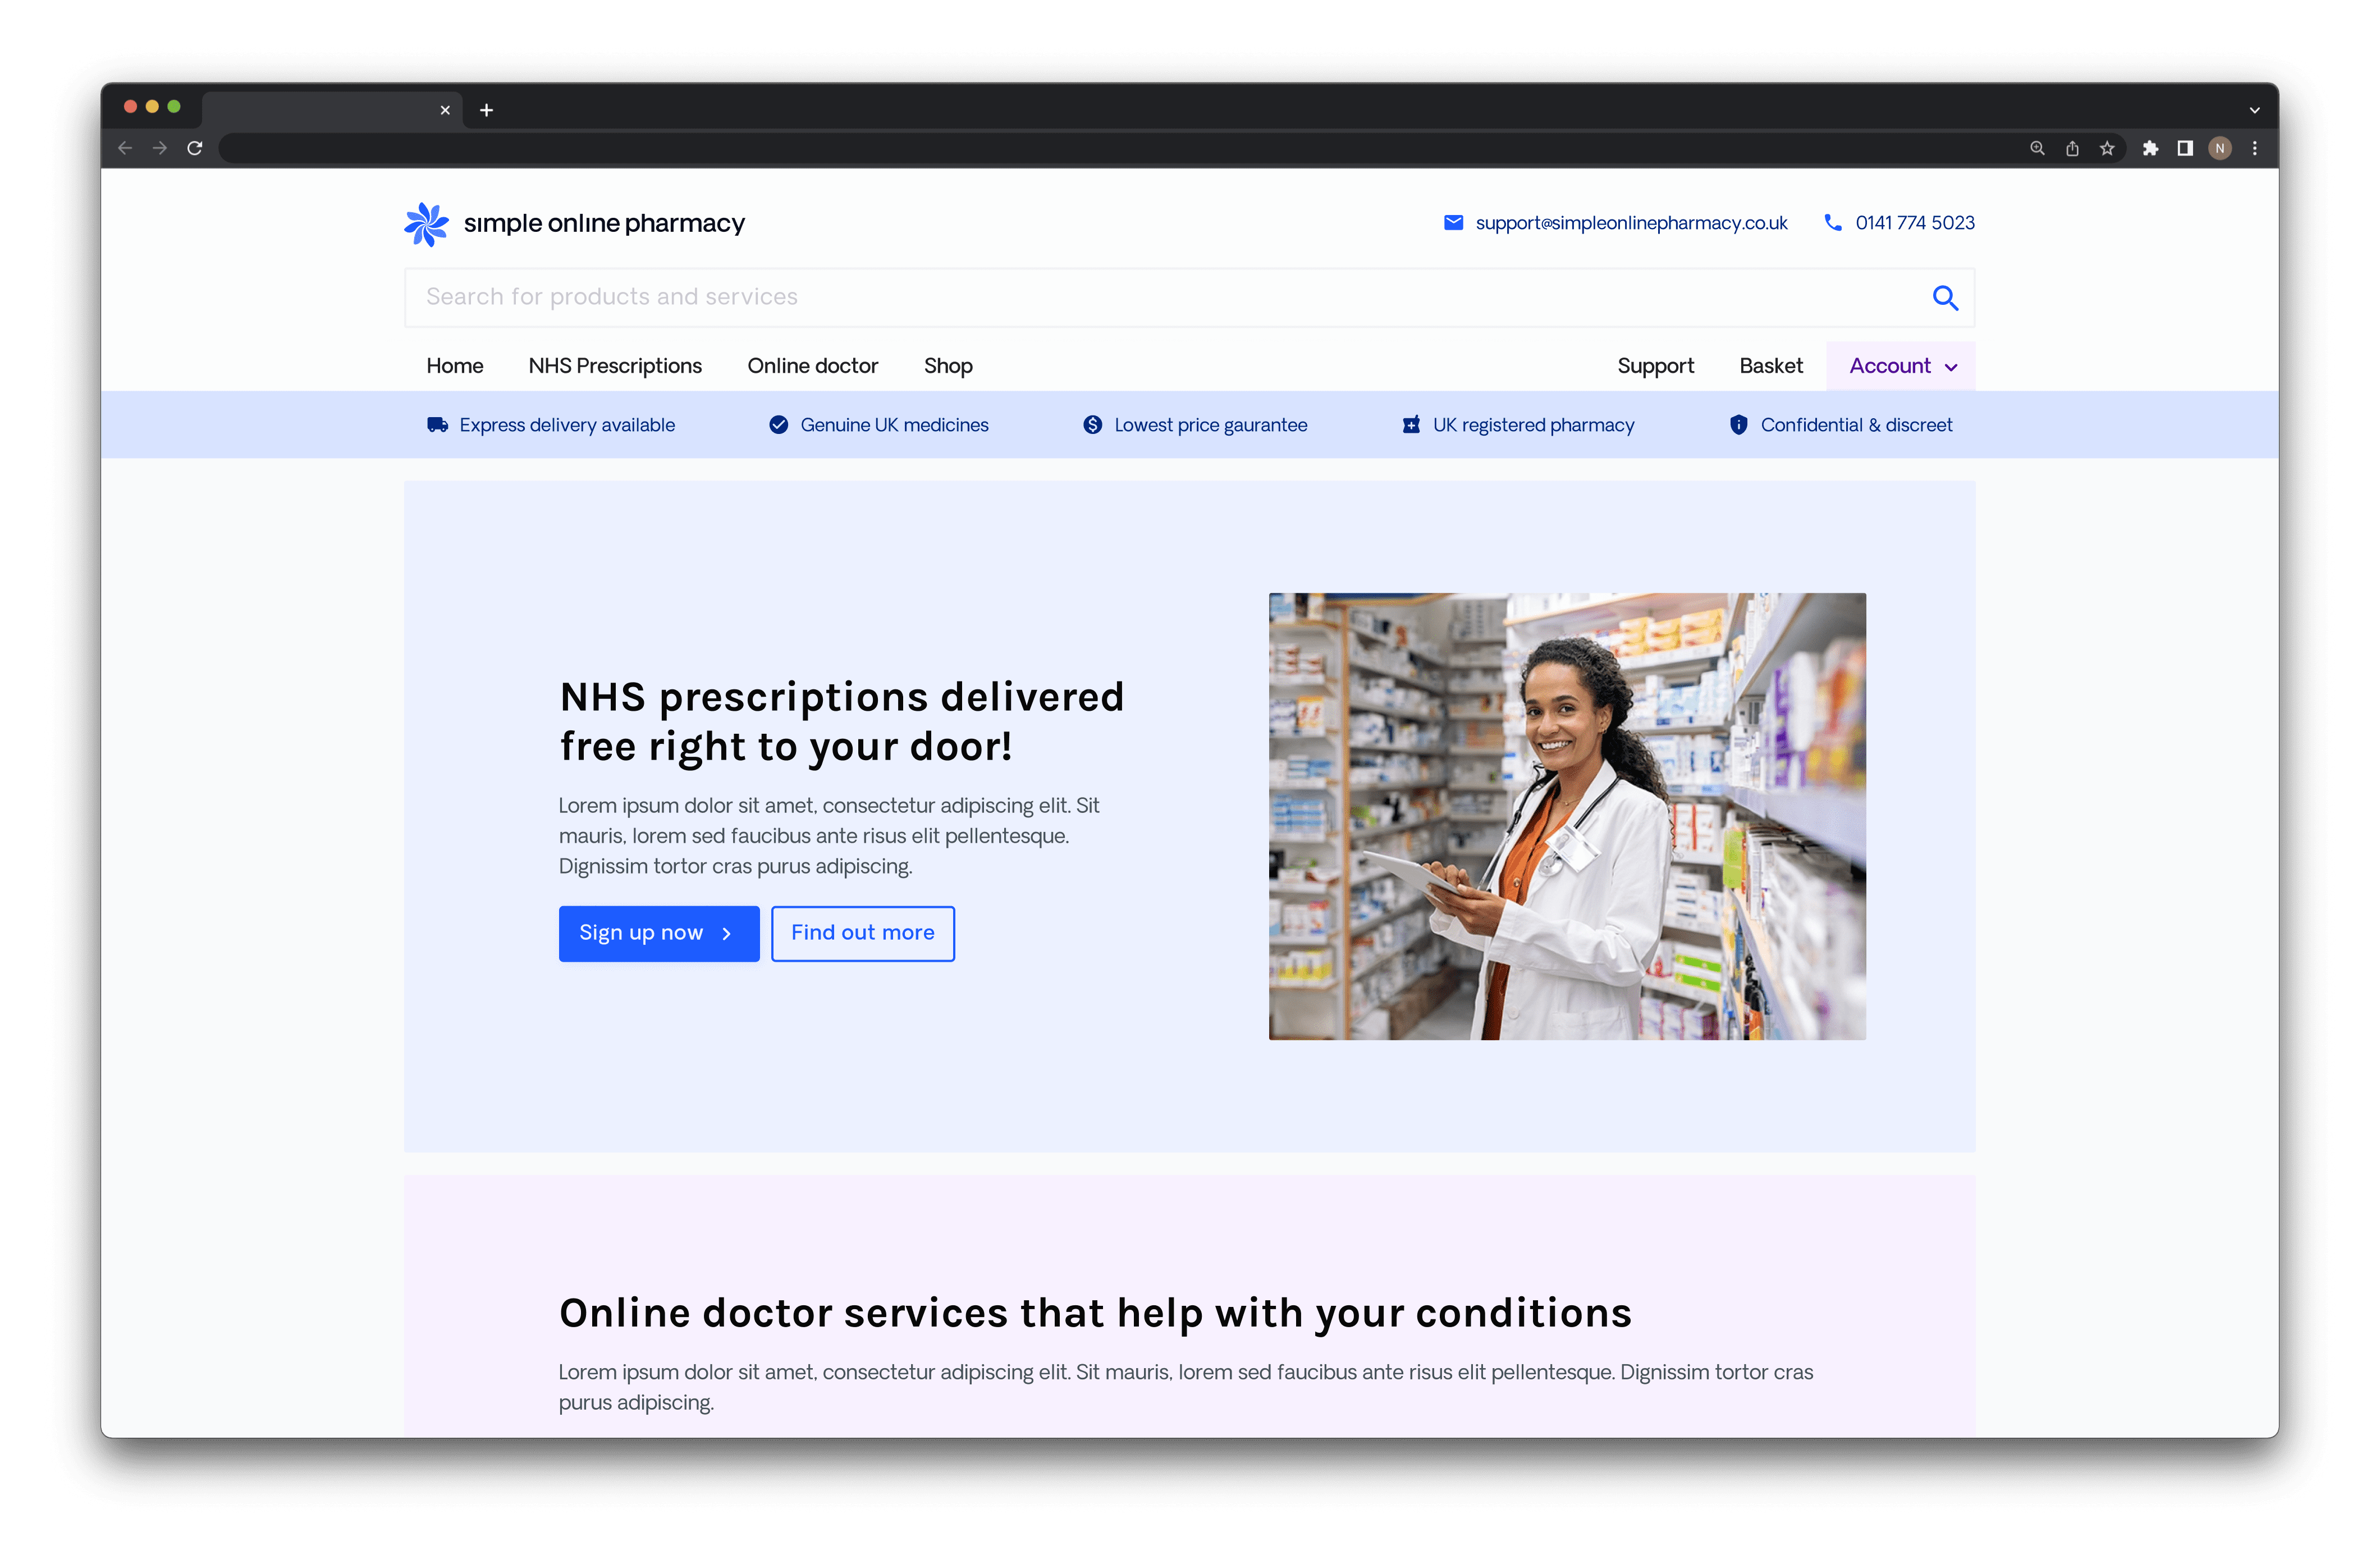 simple online pharmacy
support@simpleonlinepharmacy.co.uk
0141 774 5023
Search for products and services
Home NHS Prescriptions Online doctor Shop Support Basket Account
Express delivery available Genuine UK medicines Lowest price gaurantee UK registered pharmacy Confidential & discreet
NHS prescriptions delivered
free right to your door!
Lorem ipsum dolor sit amet, consectetur adipiscing elit. Sit
mauris, lorem sed faucibus ante risus elit pellentesque.
Dignissim tortor cras purus adipiscing.
Sign up now Find out more
Online doctor services that help with your conditions
Lorem ipsum dolor sit amet, consectetur adipiscing elit. Sit mauris, lorem sed faucibus ante risus elit pellentesque. Dignissim tortor cras
purus adipiscing.
N